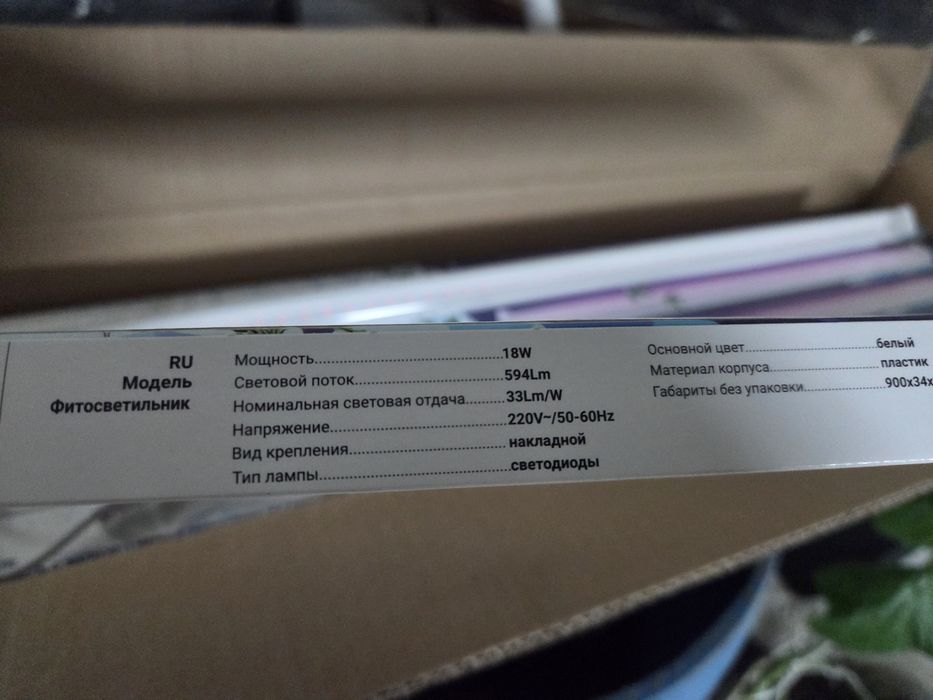 RU
Модель
Фитосветильник
Мощность..............................18W
Световой поток........................594Lm
Номинальная световая отдача........33Lm/W
Напряжение............................220V~/50-60Hz
Вид крепления.........................накладной
Тип лампы.............................светодиоды
Основной цвет.........................белый
Материал корпуса......................пластик
Габариты без упаковки.................900x34x